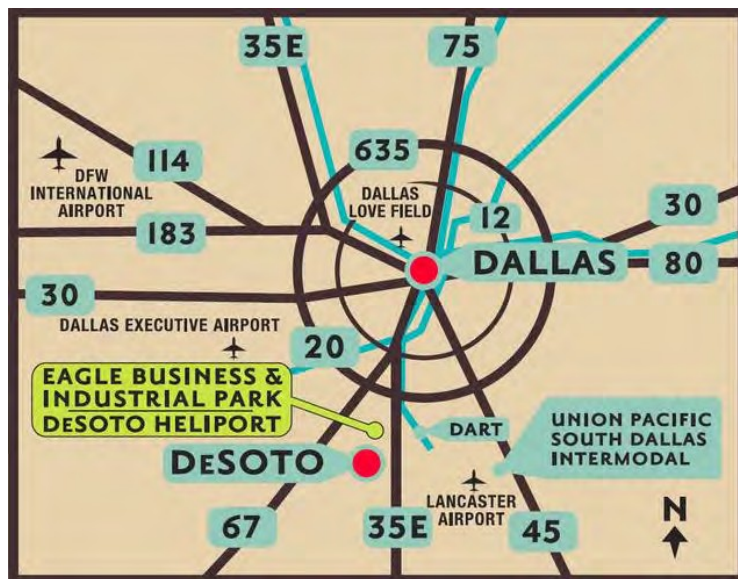 35E
75
635
114
DFW
INTERNATIONAL
AIRPORT
DALLAS
LOVE FIELD
12
30
183
DALLAS
80
30
DALLAS EXECUTIVE AIRPORT
20
EAGLE BUSINESS &
INDUSTRIAL PARK
DESOTO HELIPORT
DESOTO
DART
UNION PACIFIC
SOUTH DALLAS
INTERMODAL
LANCASTER
AIRPORT
67
35E
45
N